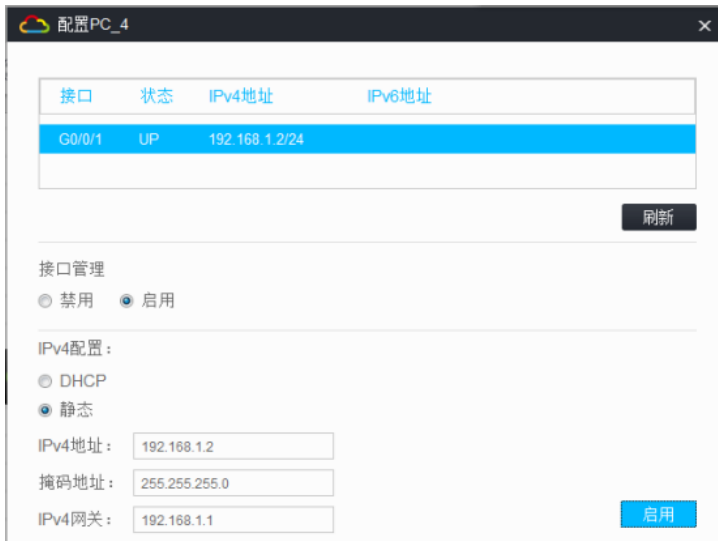 配置PC_4
接口 状态 IPv4地址 IPv6地址
G0/0/1 UP 192.168.1.2/24
刷新
接口管理
禁用 启用
IPv4配置：
DHCP
静态
IPv4地址： 192.168.1.2
掩码地址： 255.255.255.0
IPv4网关： 192.168.1.1
启用